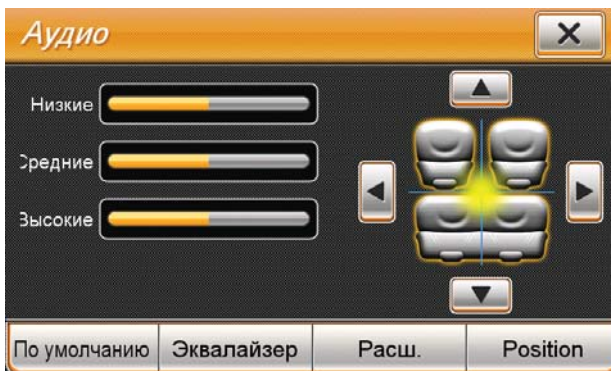 Аудио
Низкие
Средние
Высокие
По умолчанию Эквалайзер Расш. Position